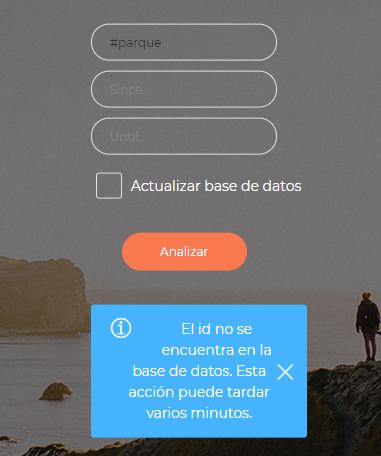 #parque
Since...
Until...
Actualizar base de datos
Analizar
El id no se
encuentra en la
base de datos. Esta
acción puede tardar
varios minutos.